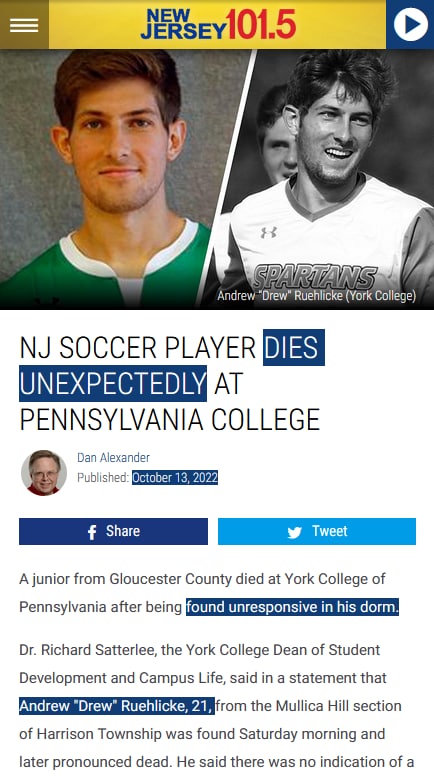 NEW
JERSEY 101.5
SPARTANS
Andrew "Drew" Ruehlicke (York College)
NJ SOCCER PLAYER DIES
UNEXPECTEDLY AT
PENNSYLVANIA COLLEGE
Dan Alexander
Published: October 13, 2022
f Share
Tweet
A junior from Gloucester County died at York College of
Pennsylvania after being found unresponsive in his dorm.
Dr. Richard Satterlee, the York College Dean of Student
Development and Campus Life, said in a statement that
Andrew "Drew" Ruehlicke, 21, from the Mullica Hill section
of Harrison Township was found Saturday morning and
later pronounced dead. He said there was no indication of a